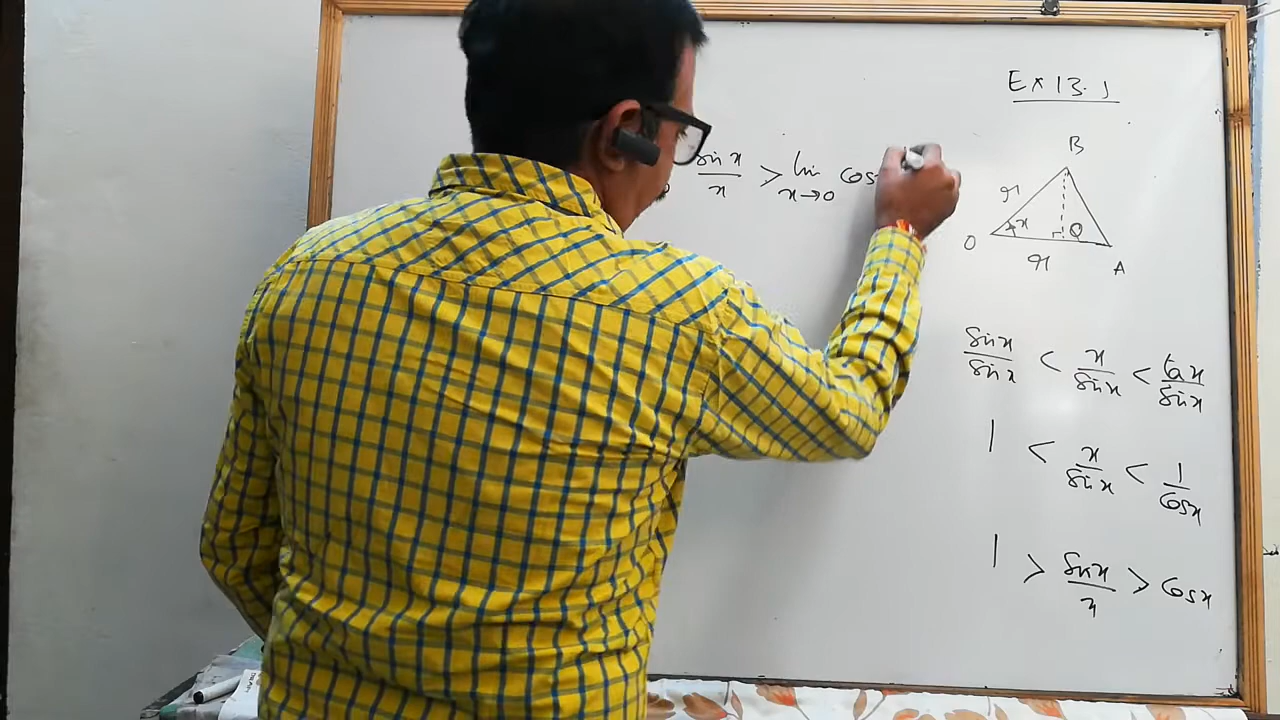 Ex 13.1
sin x / x > lim x→0 cos
B
r
x
O
Q
r
A
sin x / sin x < x / sin x < tan x / sin x
1 < x / sin x < 1 / cos x
1 > sin x / x > cos x